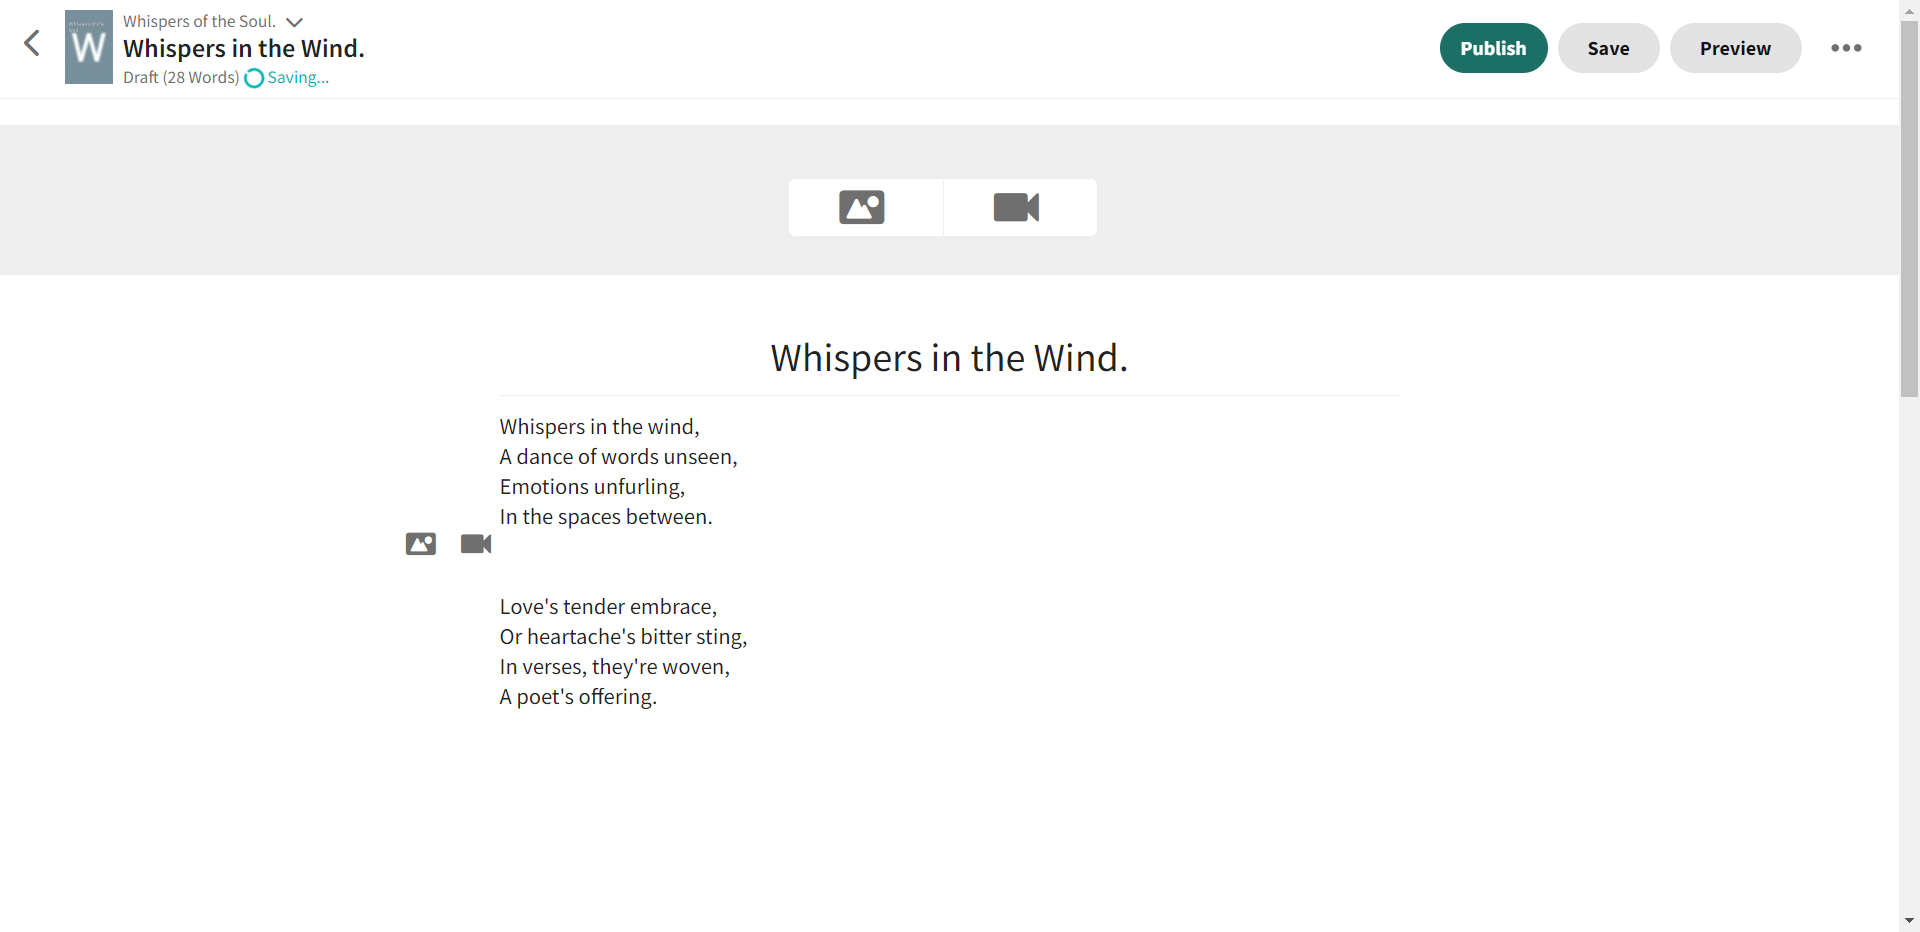 Whispers of the Soul.
Whispers in the Wind.
Draft (28 Words) Saving...
W
Publish
Save
Preview
Whispers in the Wind.
Whispers in the wind,
A dance of words unseen,
Emotions unfurling,
In the spaces between.
Love's tender embrace,
Or heartache's bitter sting,
In verses, they're woven,
A poet's offering.